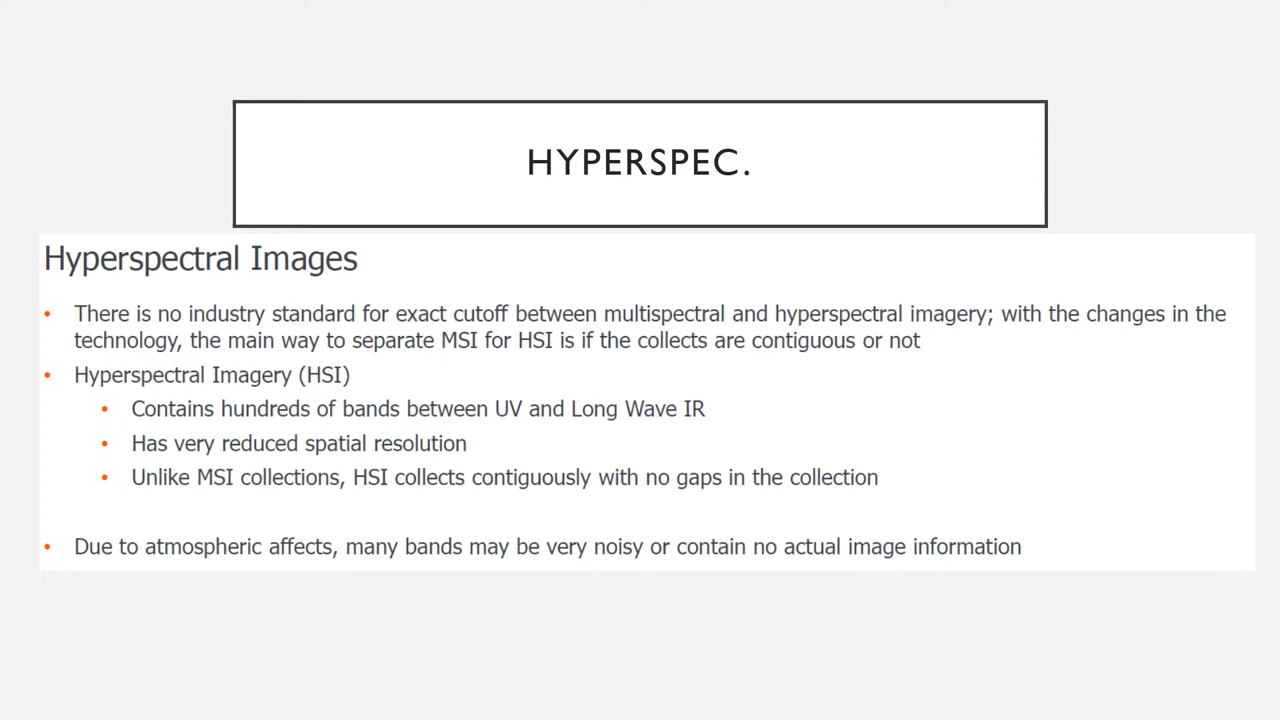 HYPERSPEC.
Hyperspectral Images
• There is no industry standard for exact cutoff between multispectral and hyperspectral imagery; with the changes in the
technology, the main way to separate MSI for HSI is if the collects are contiguous or not
• Hyperspectral Imagery (HSI)
• Contains hundreds of bands between UV and Long Wave IR
• Has very reduced spatial resolution
• Unlike MSI collections, HSI collects contiguously with no gaps in the collection
• Due to atmospheric affects, many bands may be very noisy or contain no actual image information